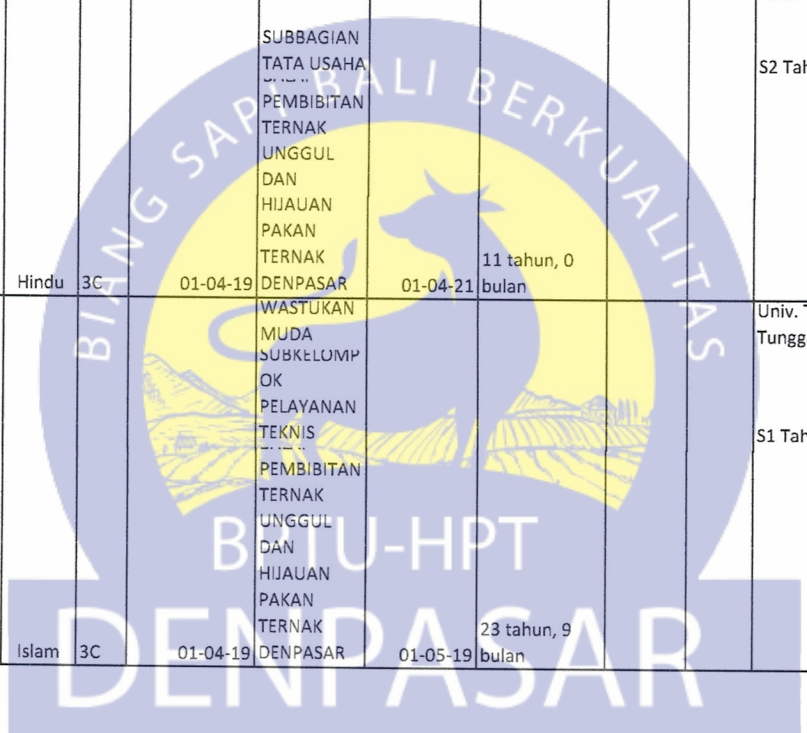 SUBBAGIAN
TATA USAHA
S2 Tah
PEMBIBITAN
TERNAK
UNGGUL
DAN
HIJAUAN
PAKAN
TERNAK
11 tahun, 0
Hindu 3C 01-04-19 DENPASAR 01-04-21 bulan
WASTUKAN
Univ. T
MUDA
Tungg
SUBKELOMP
OK
PELAYANAN
TEKNIS
S1 Tah
PEMBIBITAN
TERNAK
UNGGUL
DAN
HIJAUAN
PAKAN
TERNAK
23 tahun, 9
Islam 3C 01-04-19 DENPASAR 01-05-19 bulan
BIANG SAPI BALI BERKUALITAS
BPTU-HPT
DENPASAR